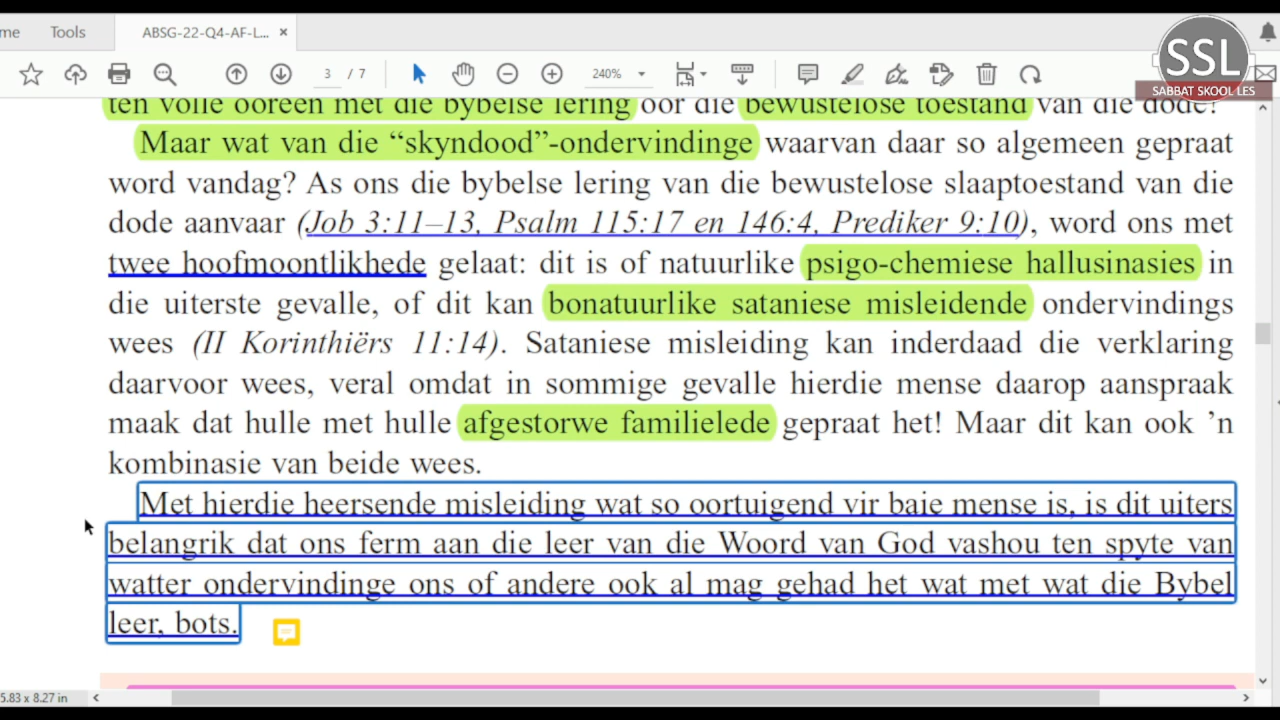 me Tools ABSG-22-Q4-AF-L... ×
SSL
SABBAT SKOOL LES
3 / 7 240%
ten volle ooreen met die bybelse lering oor die bewustelose toestand van die dode?
Maar wat van die “skyndood”-ondervindinge waarvan daar so algemeen gepraat
word vandag? As ons die bybelse lering van die bewustelose slaaptoestand van die
dode aanvaar (Job 3:11–13, Psalm 115:17 en 146:4, Prediker 9:10), word ons met
twee hoofmoontlikhede gelaat: dit is of natuurlike psigo-chemiese hallusinasies in
die uiterste gevalle, of dit kan bonatuurlike sataniese misleidende ondervindings
wees (II Korinthiërs 11:14). Sataniese misleiding kan inderdaad die verklaring
daarvoor wees, veral omdat in sommige gevalle hierdie mense daarop aanspraak
maak dat hulle met hulle afgestorwe familielede gepraat het! Maar dit kan ook ’n
kombinasie van beide wees.
Met hierdie heersende misleiding wat so oortuigend vir baie mense is, is dit uiters
belangrik dat ons ferm aan die leer van die Woord van God vashou ten spyte van
watter ondervindinge ons of andere ook al mag gehad het wat met wat die Bybel
leer, bots.
5.83 x 8.27 in